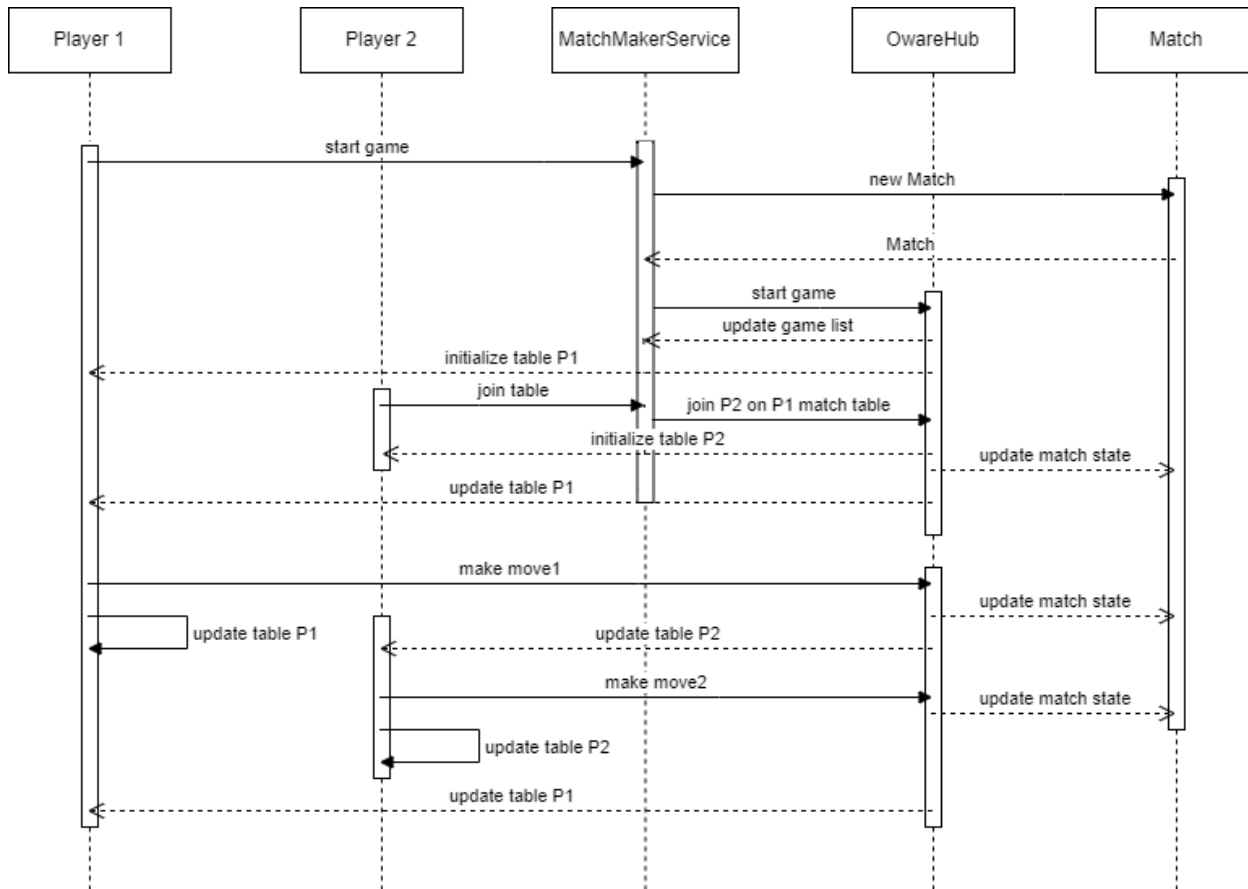 Player 1
Player 2
MatchMakerService
OwareHub
Match
start game
new Match
Match
start game
update game list
initialize table P1
join table
join P2 on P1 match table
initialize table P2
update match state
update table P1
make move1
update match state
update table P1
update table P2
make move2
update match state
update table P2
update table P1